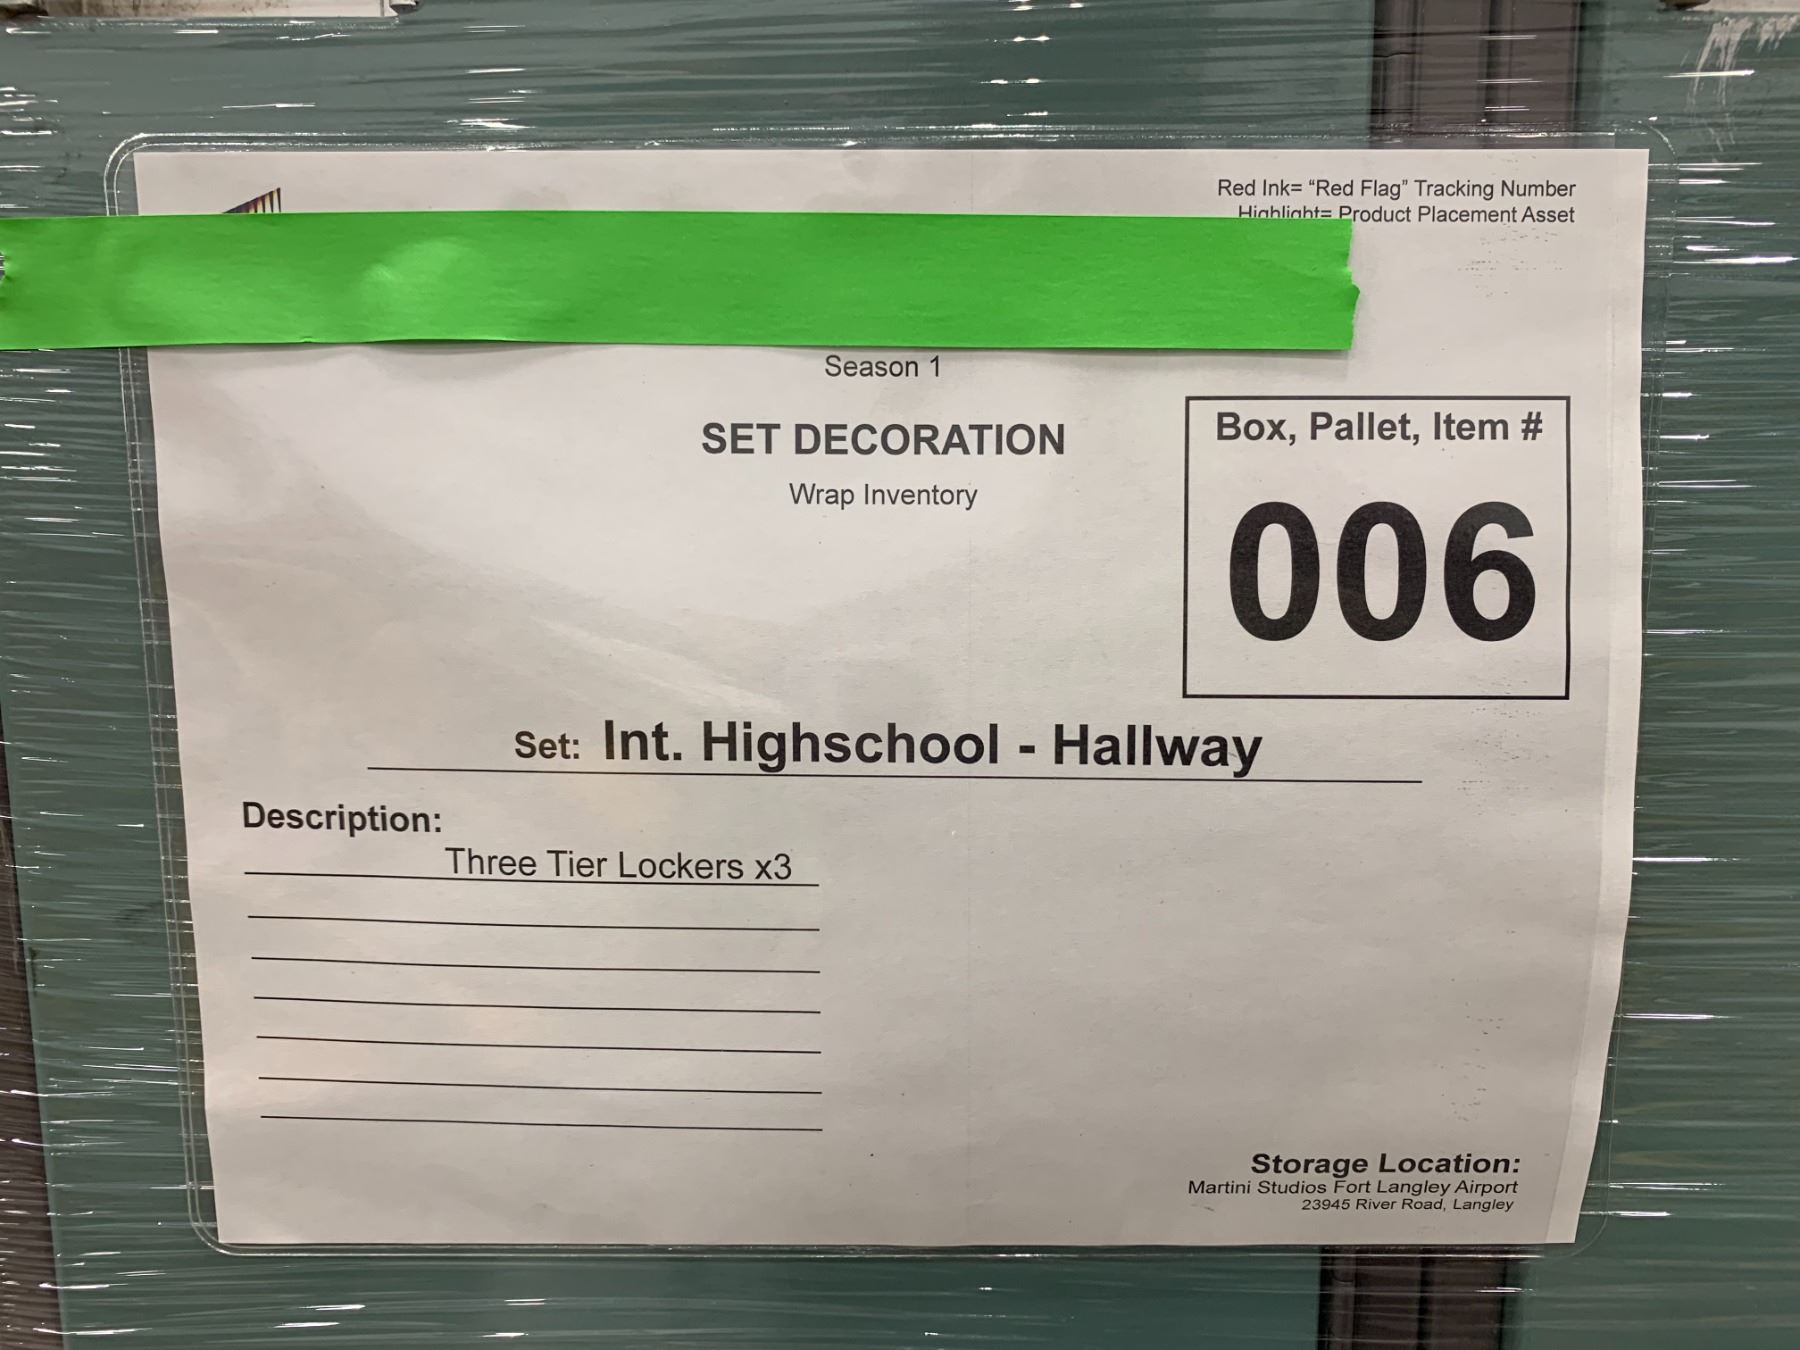 Red Ink= “Red Flag” Tracking Number
Highlight= Product Placement Asset
Season 1
SET DECORATION
Wrap Inventory
Box, Pallet, Item #
006
Set: Int. Highschool - Hallway
Description:
Three Tier Lockers x3
Storage Location:
Martini Studios Fort Langley Airport
23945 River Road, Langley